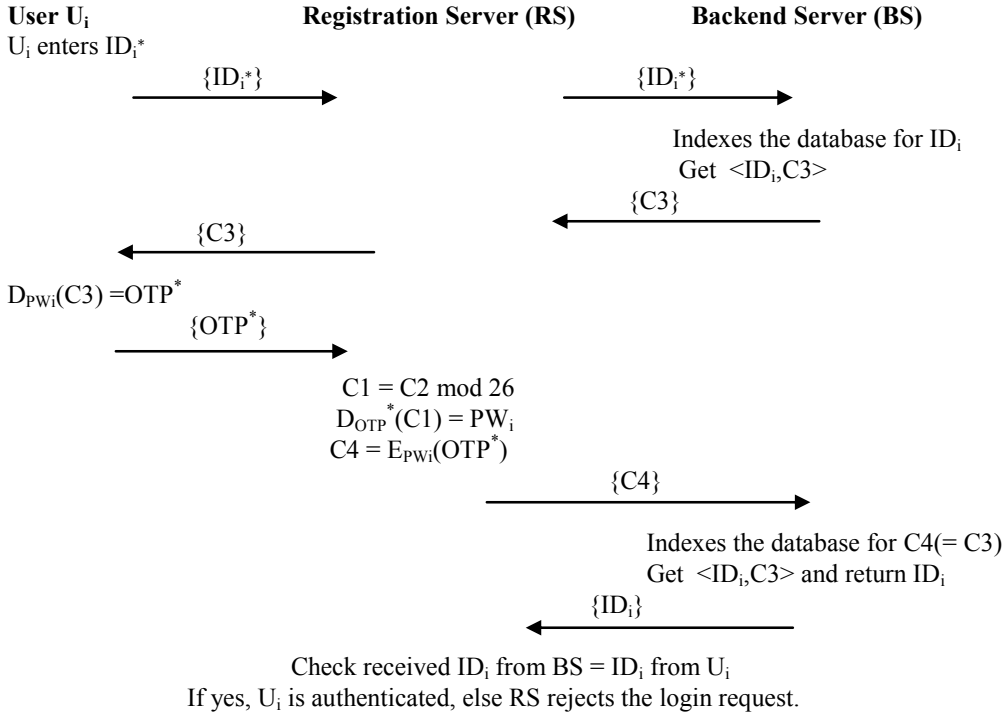 User Uᵢ Registration Server (RS) Backend Server (BS)
Uᵢ enters IDᵢ*
{IDᵢ*} {IDᵢ*}
Indexes the database for IDᵢ
Get <IDᵢ,C3>
{C3}
{C3}
D_PWi(C3) =OTP*
{OTP*}
C1 = C2 mod 26
D_OTP*(C1) = PWᵢ
C4 = E_PWi(OTP*)
{C4}
Indexes the database for C4(= C3)
Get <IDᵢ,C3> and return IDᵢ
{IDᵢ}
Check received IDᵢ from BS = IDᵢ from Uᵢ
If yes, Uᵢ is authenticated, else RS rejects the login request.